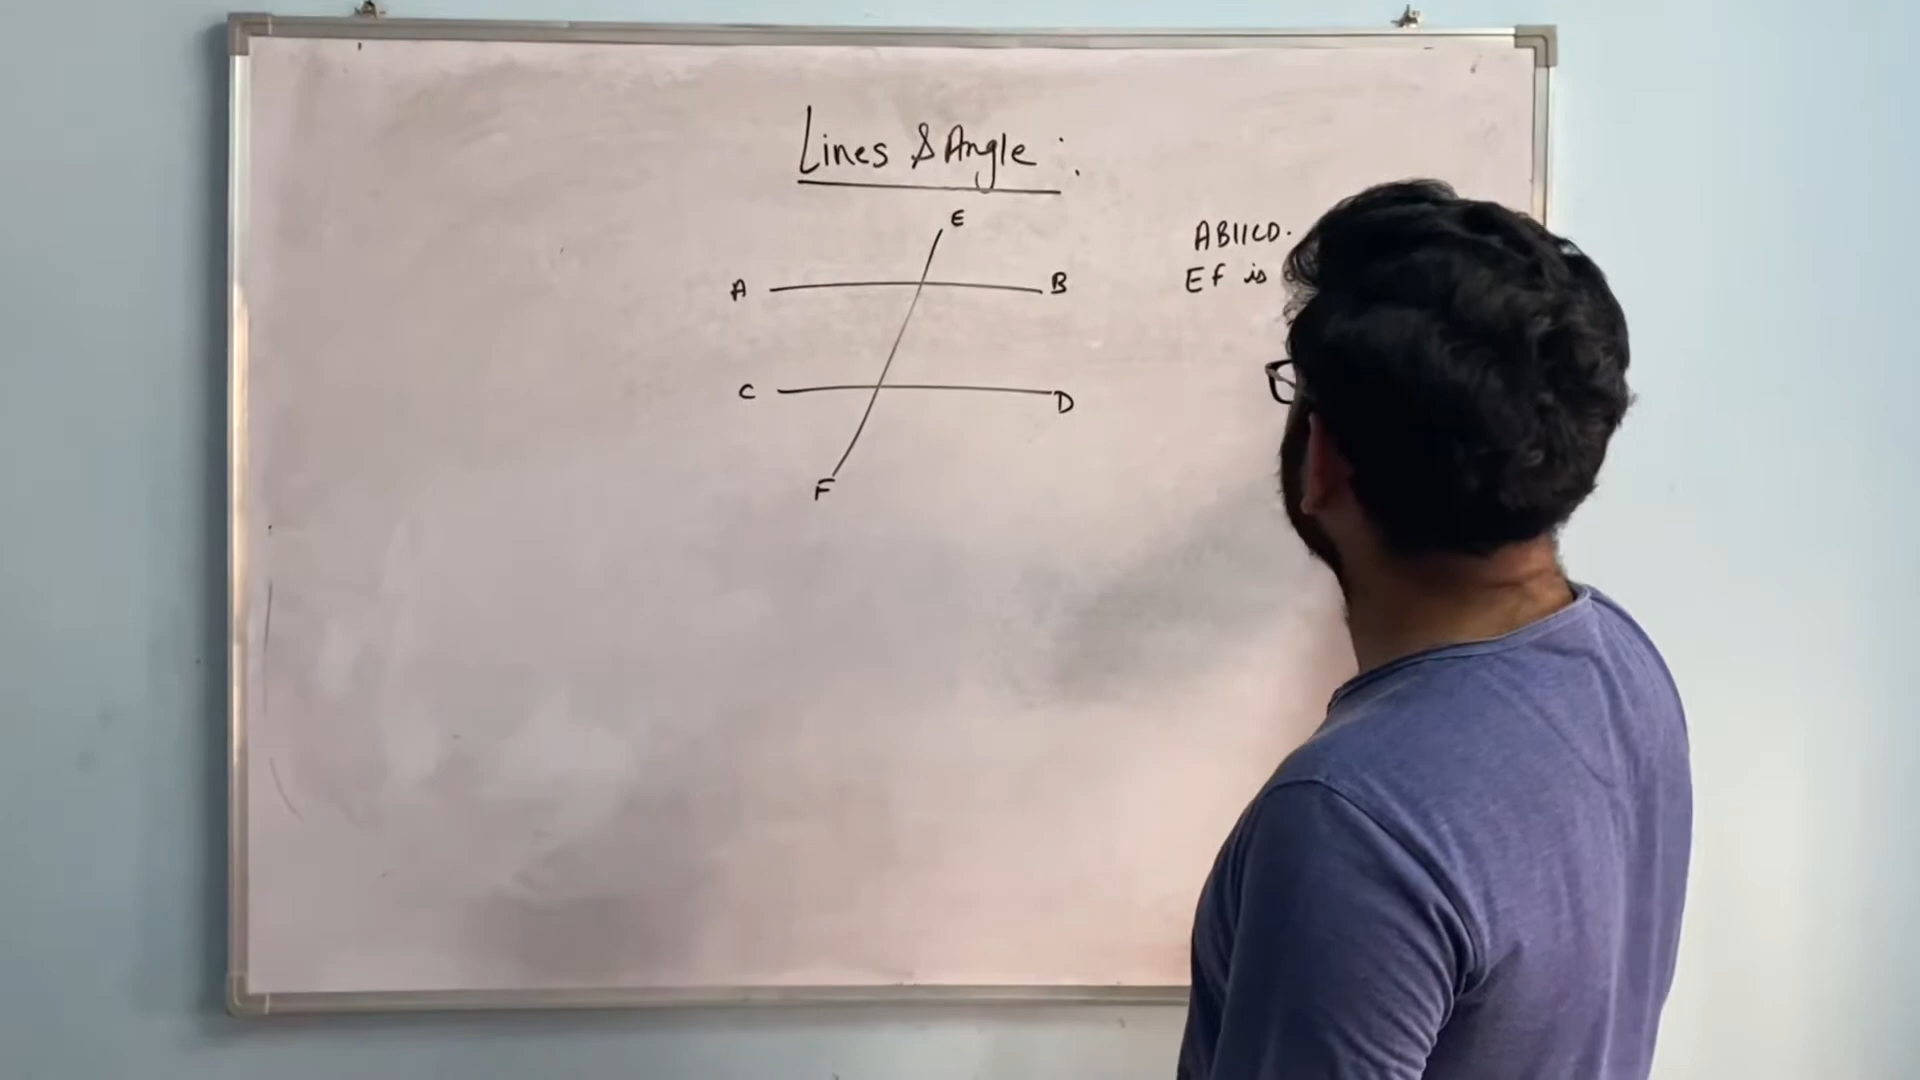 Lines & Angle :
E
AB||CD.
Ef is
A
B
C
D
F